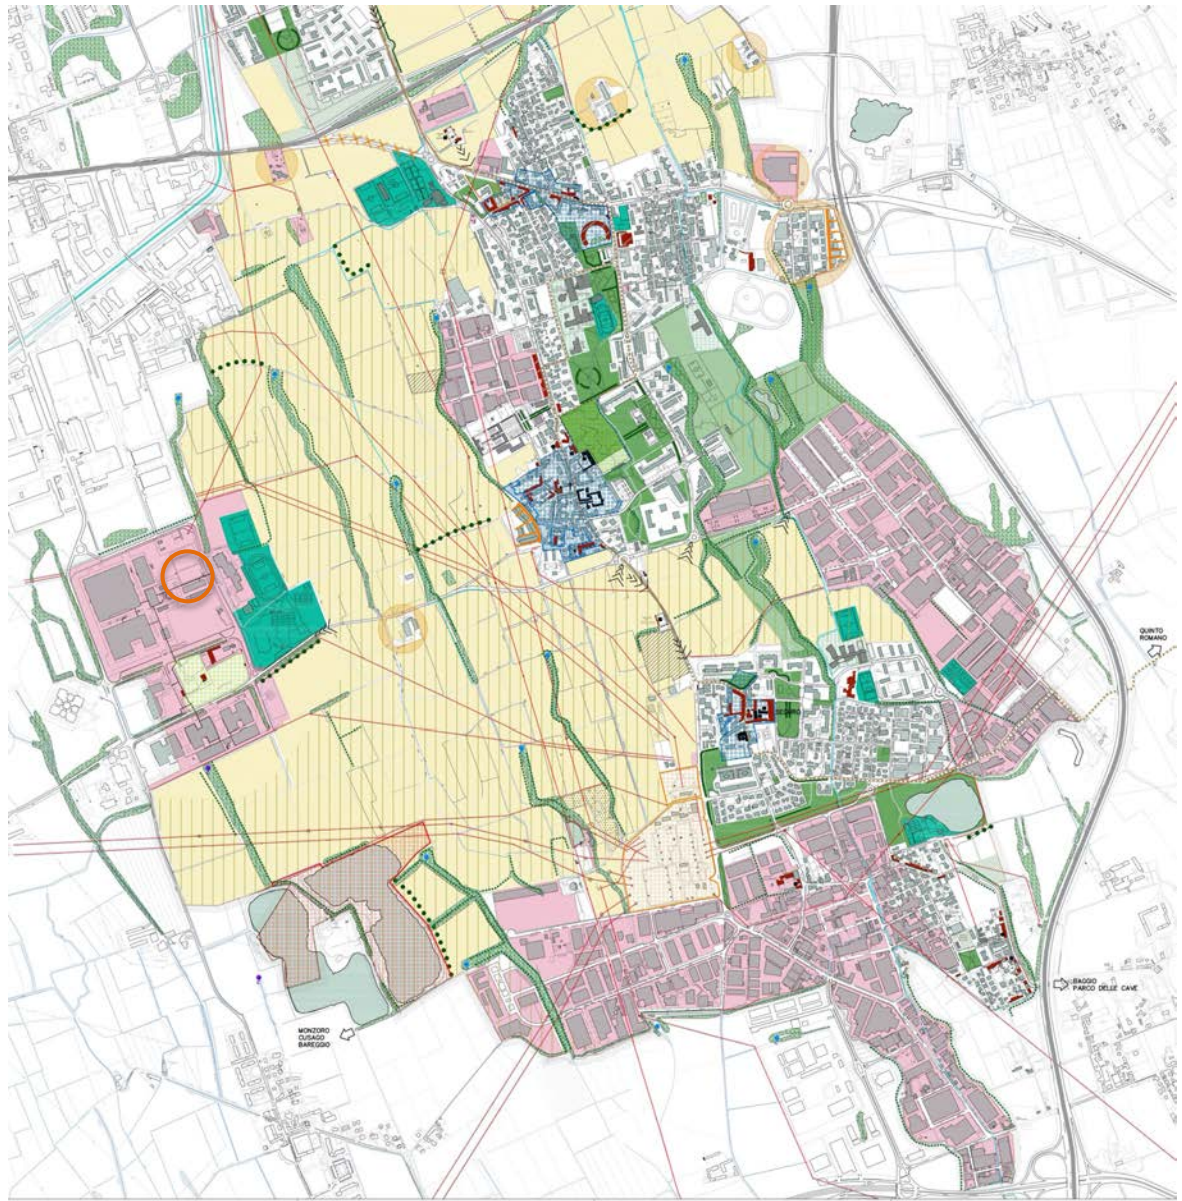 QUINTO
ROMANO
BAGGIO
PARCO DELLE CAVE
MONZORO
CUSAGO
BAREGGIO